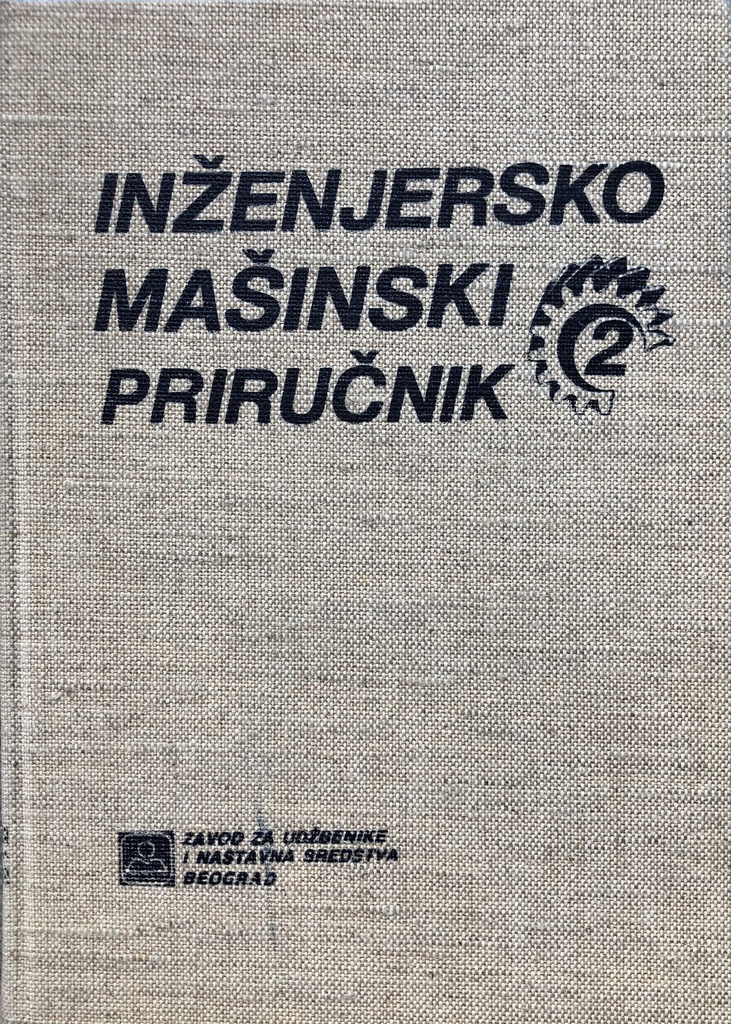 INŽENJERSKO
MAŠINSKI
2
PRIRUČNIK
ZAVOD ZA UDŽBENIKE
I NASTAVNA SREDSTVA
BEOGRAD